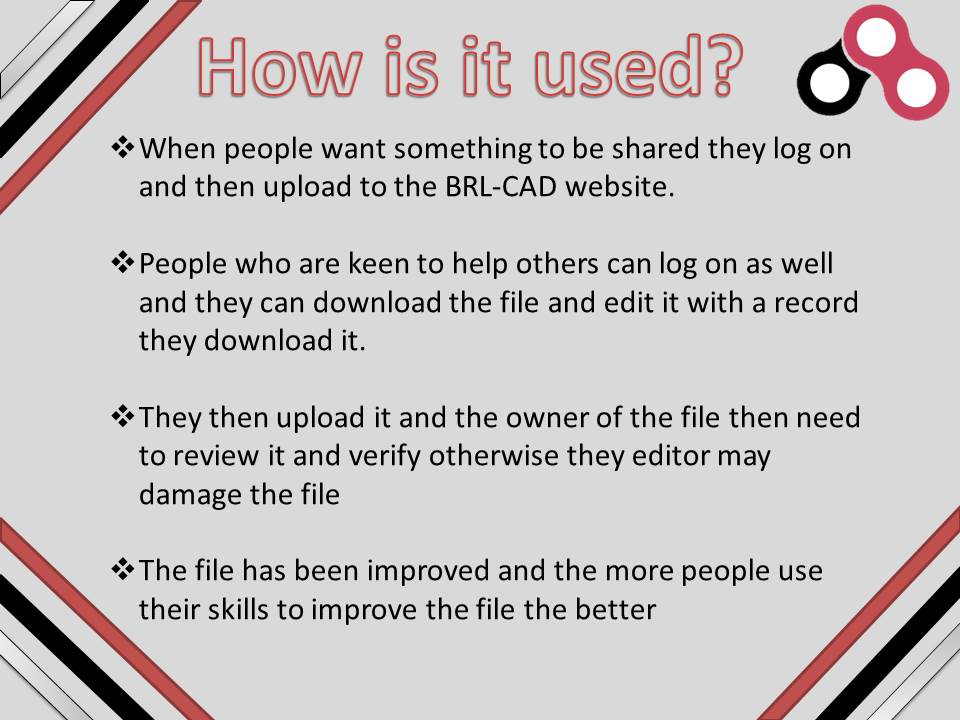 How is it used?
❖When people want something to be shared they log on
and then upload to the BRL-CAD website.
❖People who are keen to help others can log on as well
and they can download the file and edit it with a record
they download it.
❖They then upload it and the owner of the file then need
to review it and verify otherwise they editor may
damage the file
❖The file has been improved and the more people use
their skills to improve the file the better